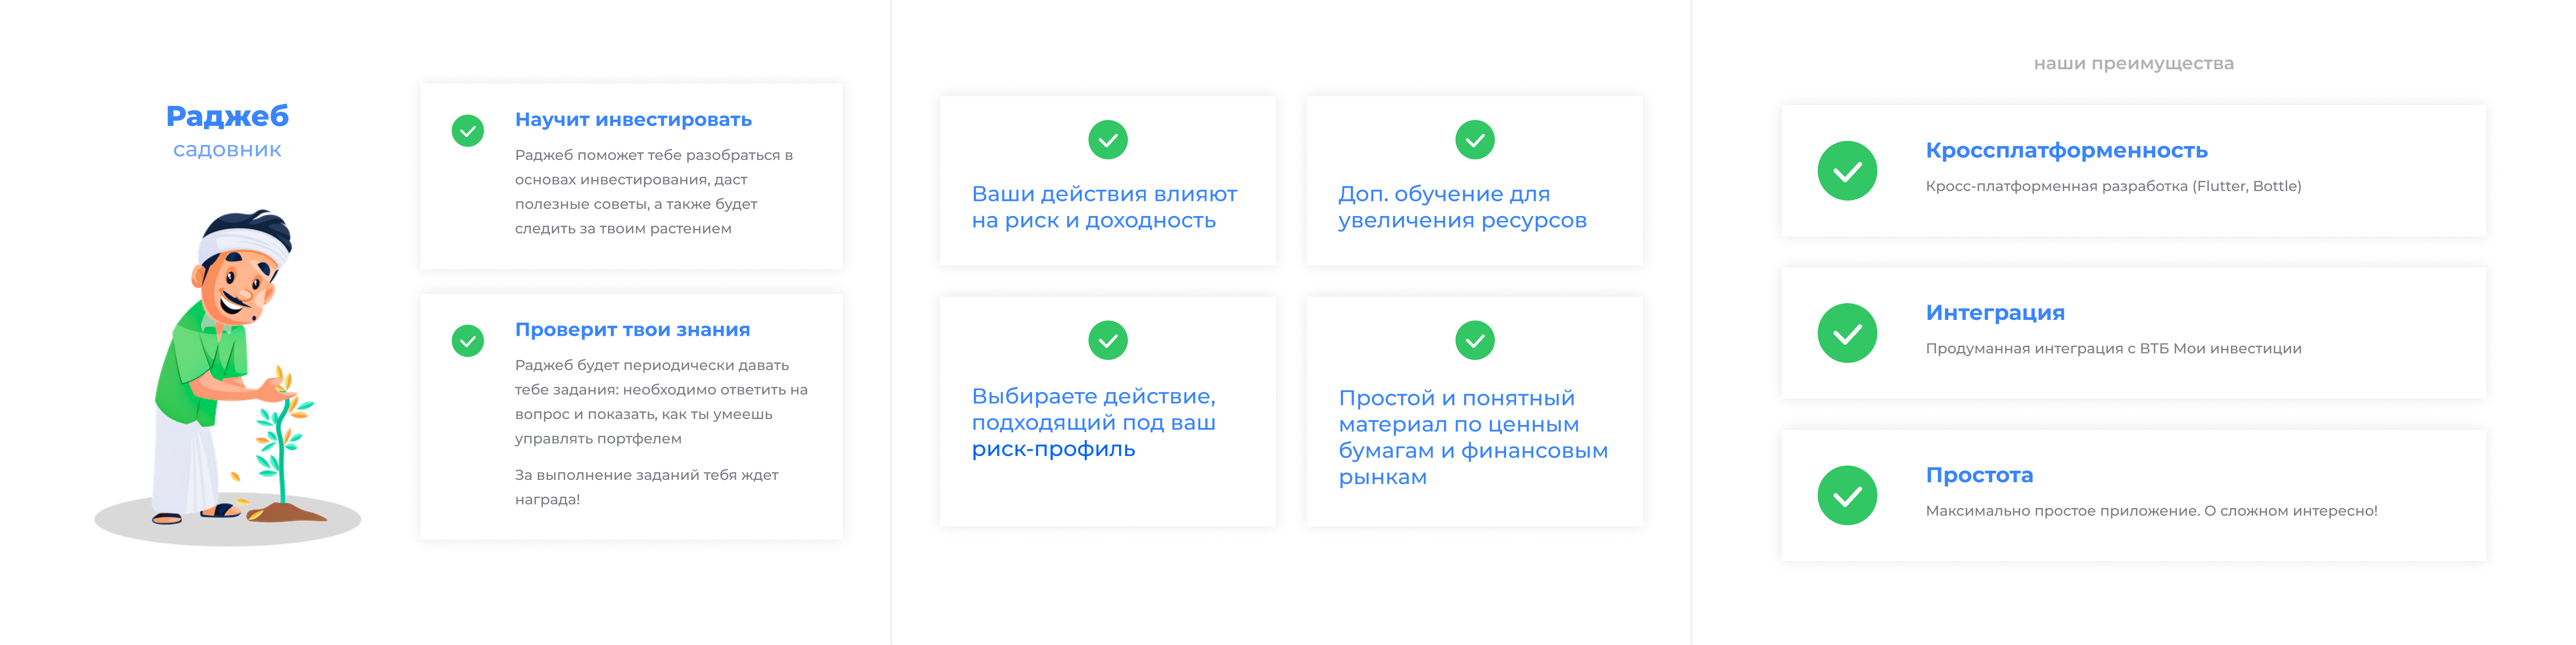 Раджеб
садовник
Научит инвестировать
Раджеб поможет тебе разобраться в
основах инвестирования, даст
полезные советы, а также будет
следить за твоим растением
Проверит твои знания
Раджеб будет периодически давать
тебе задания: необходимо ответить на
вопрос и показать, как ты умеешь
управлять портфелем
За выполнение заданий тебя ждет
награда!
Ваши действия влияют
на риск и доходность
Доп. обучение для
увеличения ресурсов
Выбираете действие,
подходящий под ваш
риск-профиль
Простой и понятный
материал по ценным
бумагам и финансовым
рынкам
наши преимущества
Кроссплатформенность
Кросс-платформенная разработка (Flutter, Bottle)
Интеграция
Продуманная интеграция с ВТБ Мои инвестиции
Простота
Максимально простое приложение. О сложном интересно!